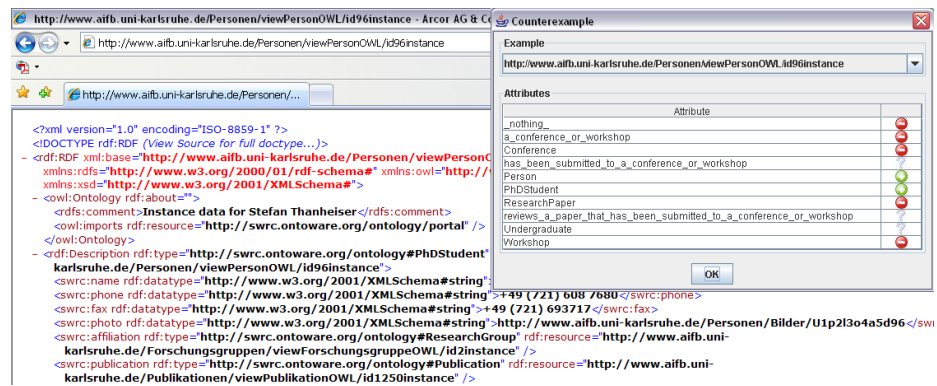 http://www.aifb.uni-karlsruhe.de/Personen/viewPersonOWL/id96instance - Arcor AG & C
http://www.aifb.uni-karlsruhe.de/Personen/viewPersonOWL/id96instance
http://www.aifb.uni-karlsruhe.de/Personen/...
<?xml version="1.0" encoding="ISO-8859-1" ?>
<!DOCTYPE rdf:RDF (View Source for full doctype...)>
- <rdf:RDF xml:base="http://www.aifb.uni-karlsruhe.de/Personen/viewPersonO
xmlns:rdfs="http://www.w3.org/2000/01/rdf-schema#" xmlns:owl="http://
xmlns:xsd="http://www.w3.org/2001/XMLSchema#">
- <owl:Ontology rdf:about="">
<rdfs:comment>Instance data for Stefan Thanheiser</rdfs:comment>
<owl:imports rdf:resource="http://swrc.ontoware.org/ontology/portal" />
</owl:Ontology>
- <rdf:Description rdf:type="http://swrc.ontoware.org/ontology#PhDStudent"
karlsruhe.de/Personen/viewPersonOWL/id96instance">
<swrc:name rdf:datatype="http://www.w3.org/2001/XMLSchema#string"
<swrc:phone rdf:datatype="http://www.w3.org/2001/XMLSchema#string">+49 (721) 608 7680</swrc:phone>
<swrc:fax rdf:datatype="http://www.w3.org/2001/XMLSchema#string">+49 (721) 693717</swrc:fax>
<swrc:photo rdf:datatype="http://www.w3.org/2001/XMLSchema#string">http://www.aifb.uni-karlsruhe.de/Personen/Bilder/U1p2l3o4a5d96</sw
<swrc:affiliation rdf:type="http://swrc.ontoware.org/ontology#ResearchGroup" rdf:resource="http://www.aifb.uni-
karlsruhe.de/Forschungsgruppen/viewForschungsgruppeOWL/id2instance" />
<swrc:publication rdf:type="http://swrc.ontoware.org/ontology#Publication" rdf:resource="http://www.aifb.uni-
karlsruhe.de/Publikationen/viewPublikationOWL/id1250instance" />
Counterexample
Example
http://www.aifb.uni-karlsruhe.de/Personen/viewPersonOWL/id96instance
Attributes
Attribute
_nothing_
a_conference_or_workshop
Conference
has_been_submitted_to_a_conference_or_workshop
?
Person
PhDStudent
ResearchPaper
reviews_a_paper_that_has_been_submitted_to_a_conference_or_workshop
?
Undergraduate
?
Workshop
OK